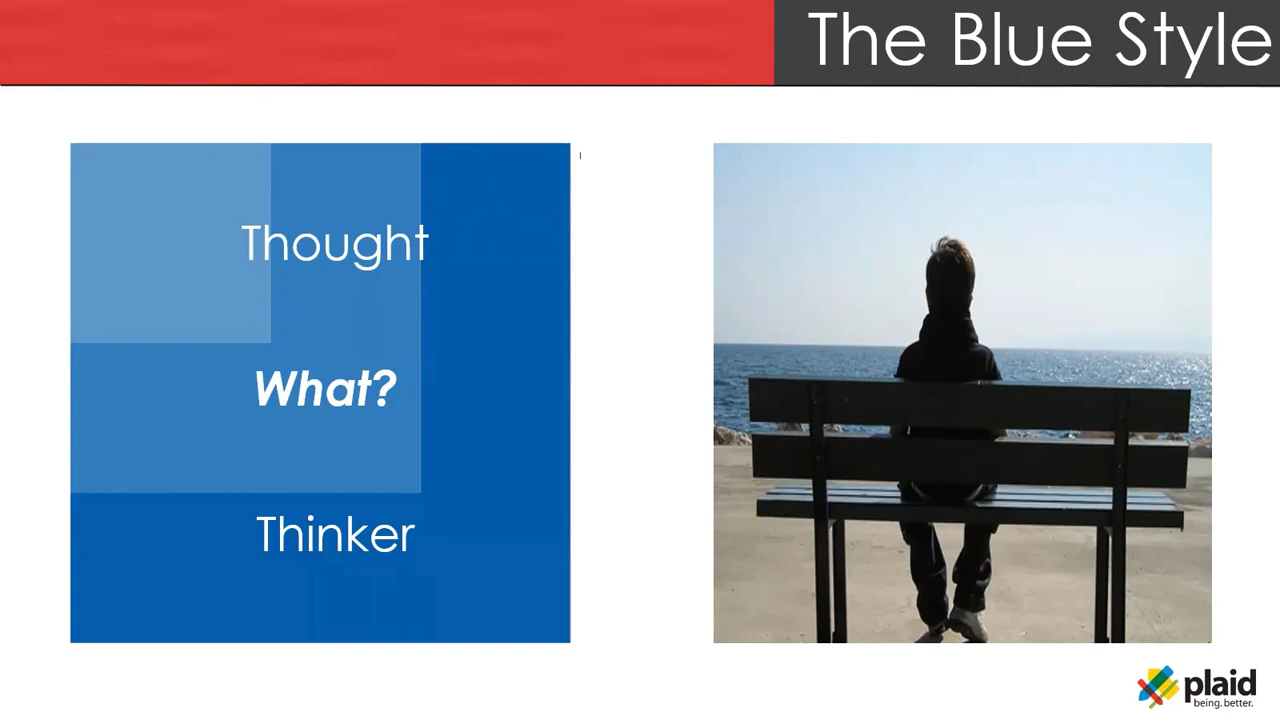 The Blue Style
Thought
What?
Thinker
plaid
being. better.